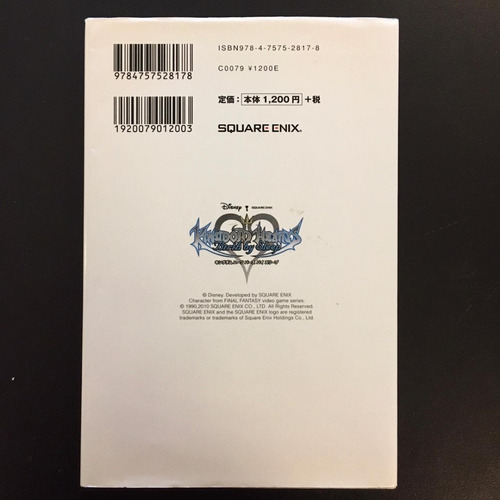 ISBN978-4-7575-2817-8
9784757528178
C0079 ¥1200E
定価：本体 1,200 円 +税
1920079012003
SQUARE ENIX.
Disney SQUARE ENIX
KINGDOM HEARTS
Birth by Sleep
© Disney. Developed by SQUARE ENIX
Character from FINAL FANTASY video game series.
© 1990,2010 SQUARE ENIX CO., LTD. All Rights Reserved.
SQUARE ENIX and the SQUARE ENIX logo are registered
trademarks or trademarks of Square Enix Holdings Co., Ltd.